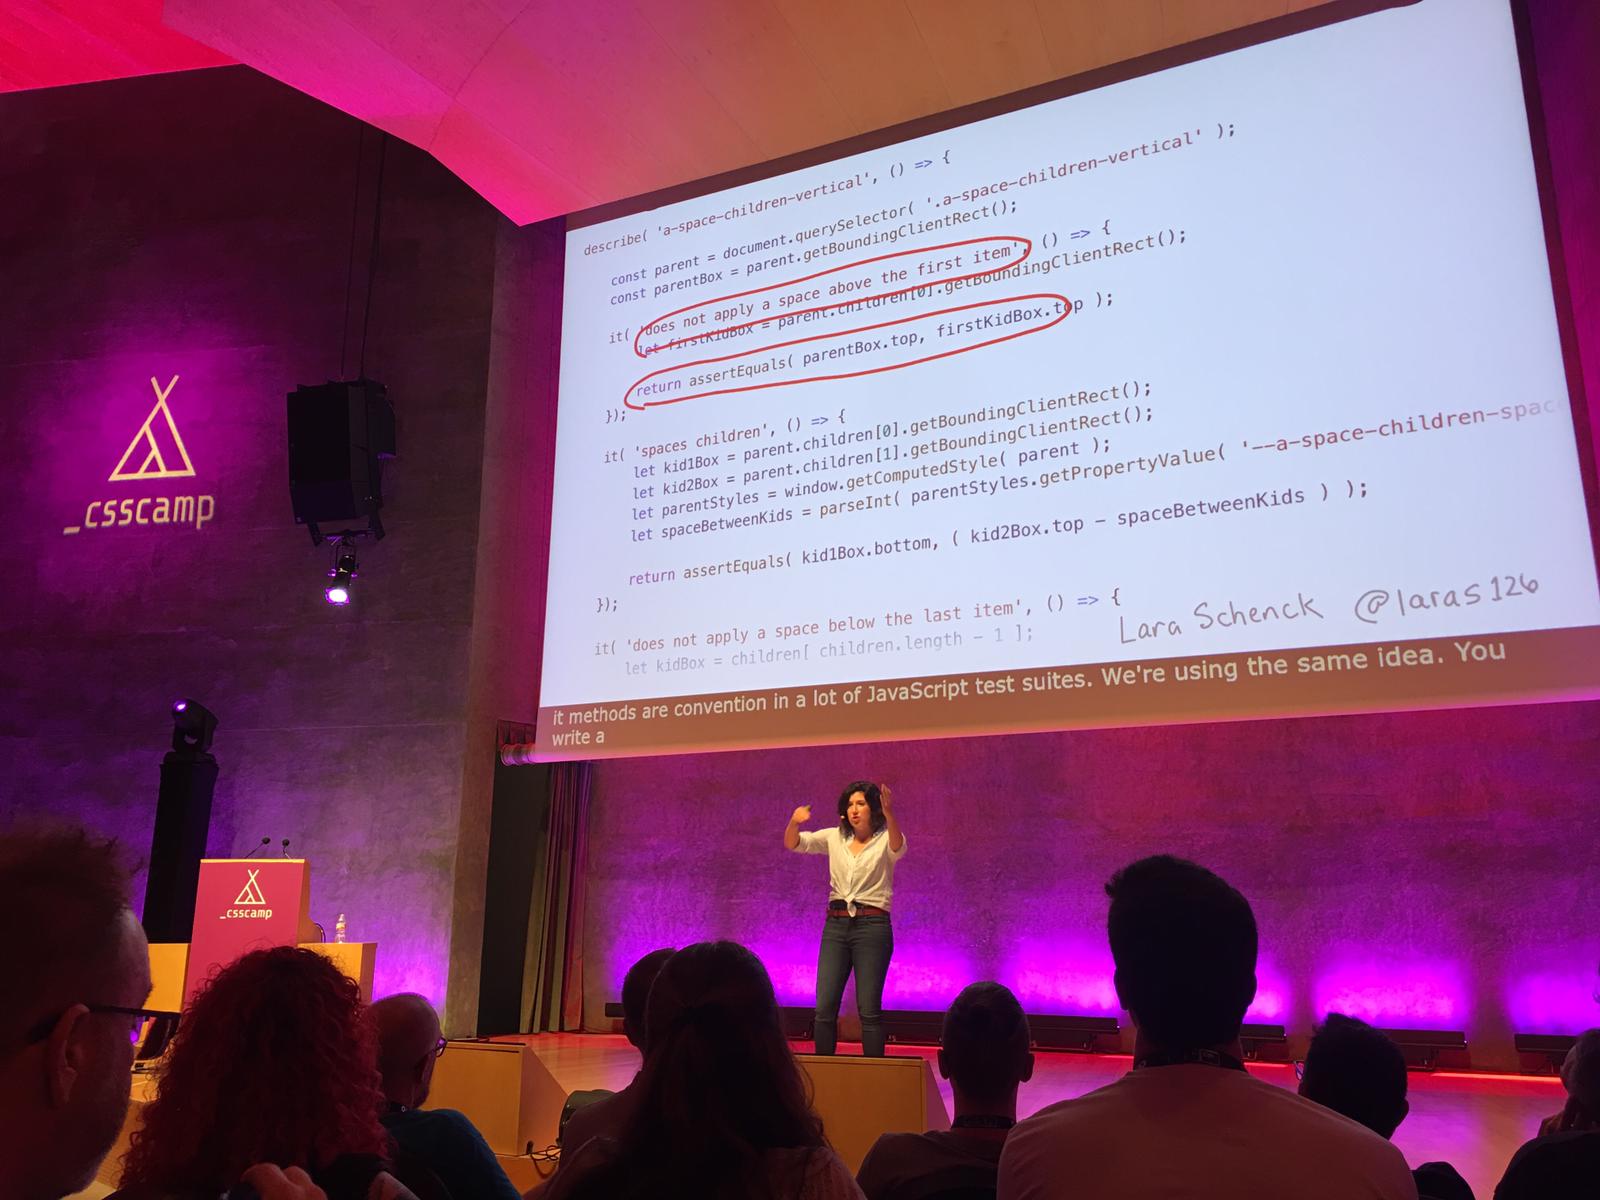 describe( 'a-space-children-vertical', () => {
const parent = document.querySelector( '.a-space-children-vertical' );
const parentBox = parent.getBoundingClientRect();
it( 'does not apply a space above the first item', () => {
let firstKidBox = parent.children[0].getBoundingClientRect();
return assertEquals( parentBox.top, firstKidBox.top );
});
it( 'spaces children', () => {
let kid1Box = parent.children[0].getBoundingClientRect();
let kid2Box = parent.children[1].getBoundingClientRect();
let parentStyles = window.getComputedStyle( parent );
let spaceBetweenKids = parseInt( parentStyles.getPropertyValue( '--a-space-children-spac
return assertEquals( kid1Box.bottom, ( kid2Box.top - spaceBetweenKids ) );
});
it( 'does not apply a space below the last item', () => {
let kidBox = children[ children.length - 1 ];
Lara Schenck @laras126
it methods are convention in a lot of JavaScript test suites. We're using the same idea. You
write a
_csscamp
_csscamp